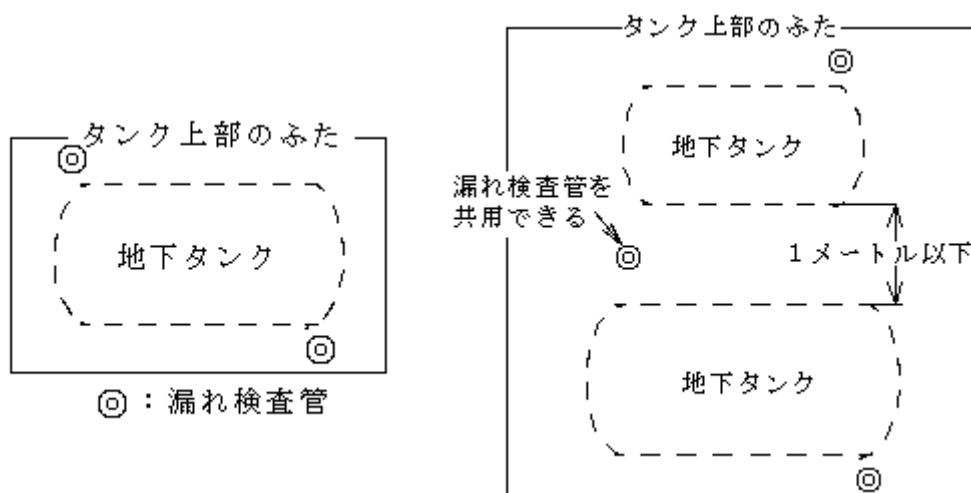 タンク上部のふた
地下タンク
◎：漏れ検査管
タンク上部のふた
地下タンク
漏れ検査管を
共用できる
１メートル以下
地下タンク